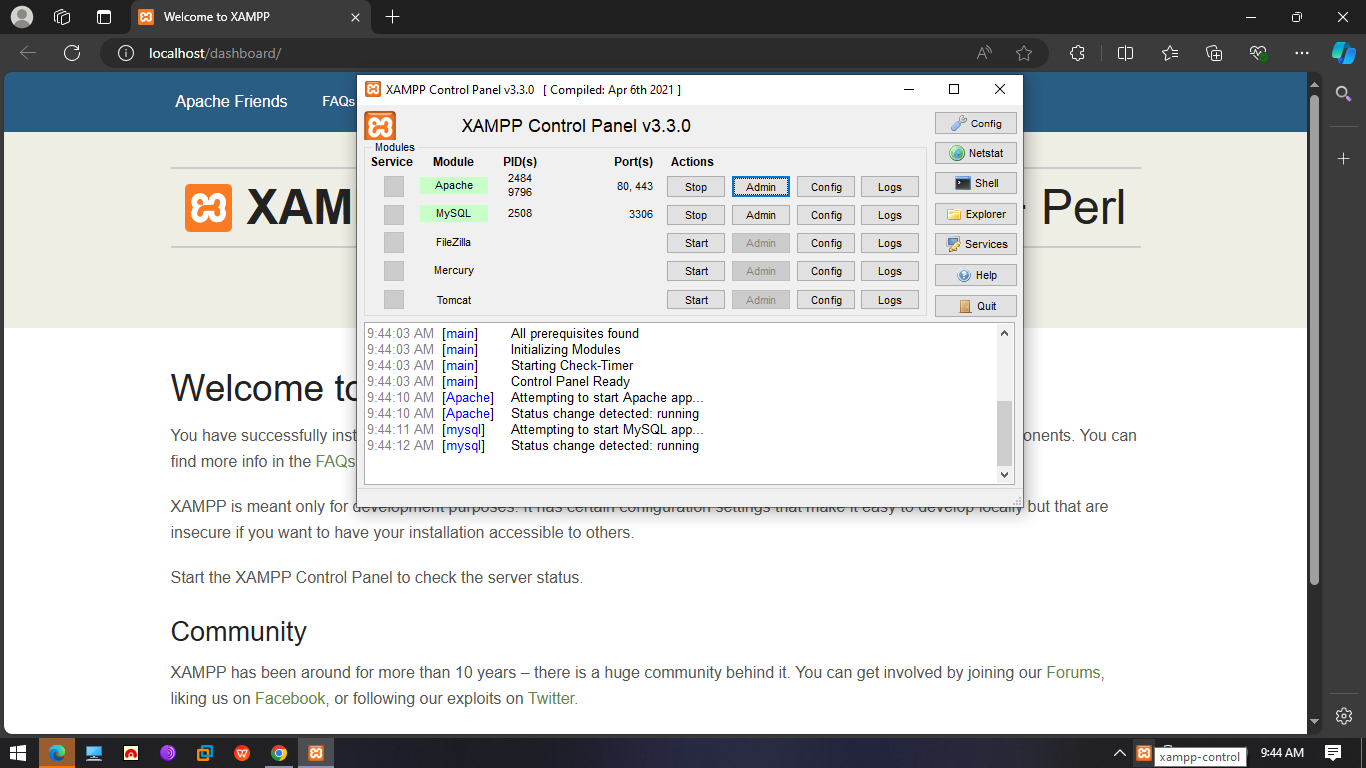 Welcome to XAMPP
localhost/dashboard/
Apache Friends FAQs
XAMPP Control Panel v3.3.0 [ Compiled: Apr 6th 2021 ]
XAMPP Control Panel v3.3.0
Config
Modules
Service Module PID(s) Port(s) Actions
Netstat
Apache 2484 9796 80, 443 Stop Admin Config Logs
Shell
MySQL 2508 3306 Stop Admin Config Logs
Explorer
FileZilla Start Admin Config Logs
Services
Mercury Start Admin Config Logs
Help
Tomcat Start Admin Config Logs
Quit
XAM Perl
9:44:03 AM [main] All prerequisites found
9:44:03 AM [main] Initializing Modules
9:44:03 AM [main] Starting Check-Timer
9:44:03 AM [main] Control Panel Ready
9:44:10 AM [Apache] Attempting to start Apache app...
9:44:10 AM [Apache] Status change detected: running
9:44:11 AM [mysql] Attempting to start MySQL app...
9:44:12 AM [mysql] Status change detected: running
Welcome to
You have successfully inst onents. You can
find more info in the FAQs
XAMPP is meant only for development purposes. It has certain configuration settings that make it easy to develop locally but that are
insecure if you want to have your installation accessible to others.
Start the XAMPP Control Panel to check the server status.
Community
XAMPP has been around for more than 10 years – there is a huge community behind it. You can get involved by joining our Forums,
liking us on Facebook, or following our exploits on Twitter.
9:44 AM
xampp-control